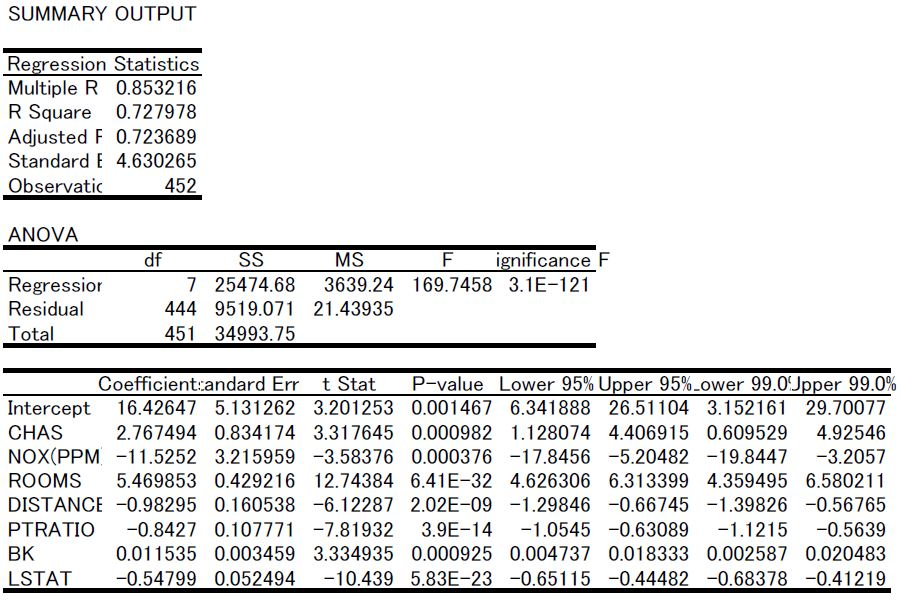 SUMMARY OUTPUT
Regression Statistics
Multiple R 0.853216
R Square 0.727978
Adjusted F 0.723689
Standard E 4.630265
Observatic 452
ANOVA
df SS MS F ignificance F
Regressior 7 25474.68 3639.24 169.7458 3.1E-121
Residual 444 9519.071 21.43935
Total 451 34993.75
Coefficients andard Err t Stat P-value Lower 95% Upper 95% Lower 99.0% Upper 99.0%
Intercept 16.42647 5.131262 3.201253 0.001467 6.341888 26.51104 3.152161 29.70077
CHAS 2.767494 0.834174 3.317645 0.000982 1.128074 4.406915 0.609529 4.92546
NOX(PPM) -11.5252 3.215959 -3.58376 0.000376 -17.8456 -5.20482 -19.8447 -3.2057
ROOMS 5.469853 0.429216 12.74384 6.41E-32 4.626306 6.313399 4.359495 6.580211
DISTANCE -0.98295 0.160538 -6.12287 2.02E-09 -1.29846 -0.66745 -1.39826 -0.56765
PTRATIO -0.8427 0.107771 -7.81932 3.9E-14 -1.0545 -0.63089 -1.1215 -0.5639
BK 0.011535 0.003459 3.334935 0.000925 0.004737 0.018333 0.002587 0.020483
LSTAT -0.54799 0.052494 -10.439 5.83E-23 -0.65115 -0.44482 -0.68378 -0.41219